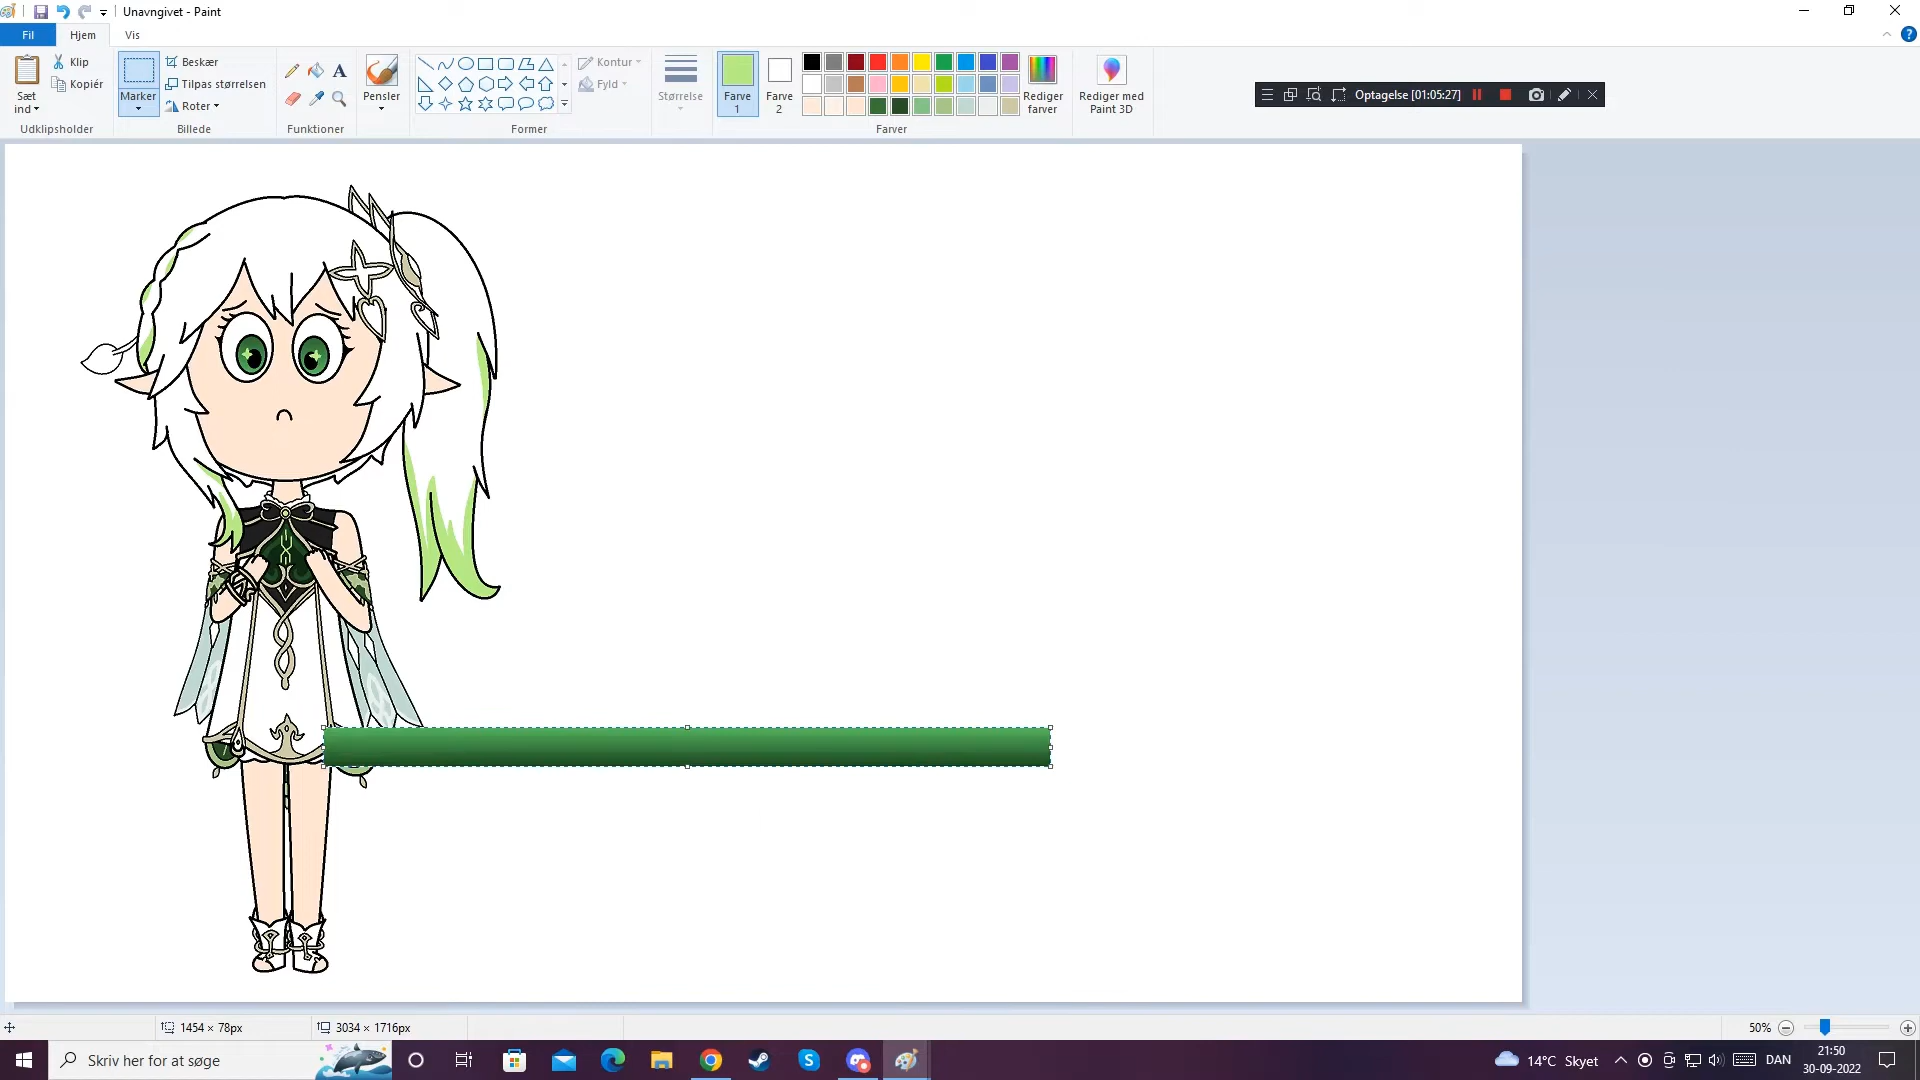 Unavngivet - Paint
Fil Hjem Vis
Sæt ind
Klip
Kopiér
Udklipsholder
Marker
Beskær
Tilpas størrelsen
Roter
Billede
A
Funktioner
Pensler
Former
Kontur
Fyld
Størrelse
Farve 1
Farve 2
Rediger farver
Farver
Rediger med Paint 3D
Optagelse [01:05:27]
1454 × 78px
3034 × 1716px
50%
Skriv her for at søge
14°C Skyet
DAN
21:50
30-09-2022